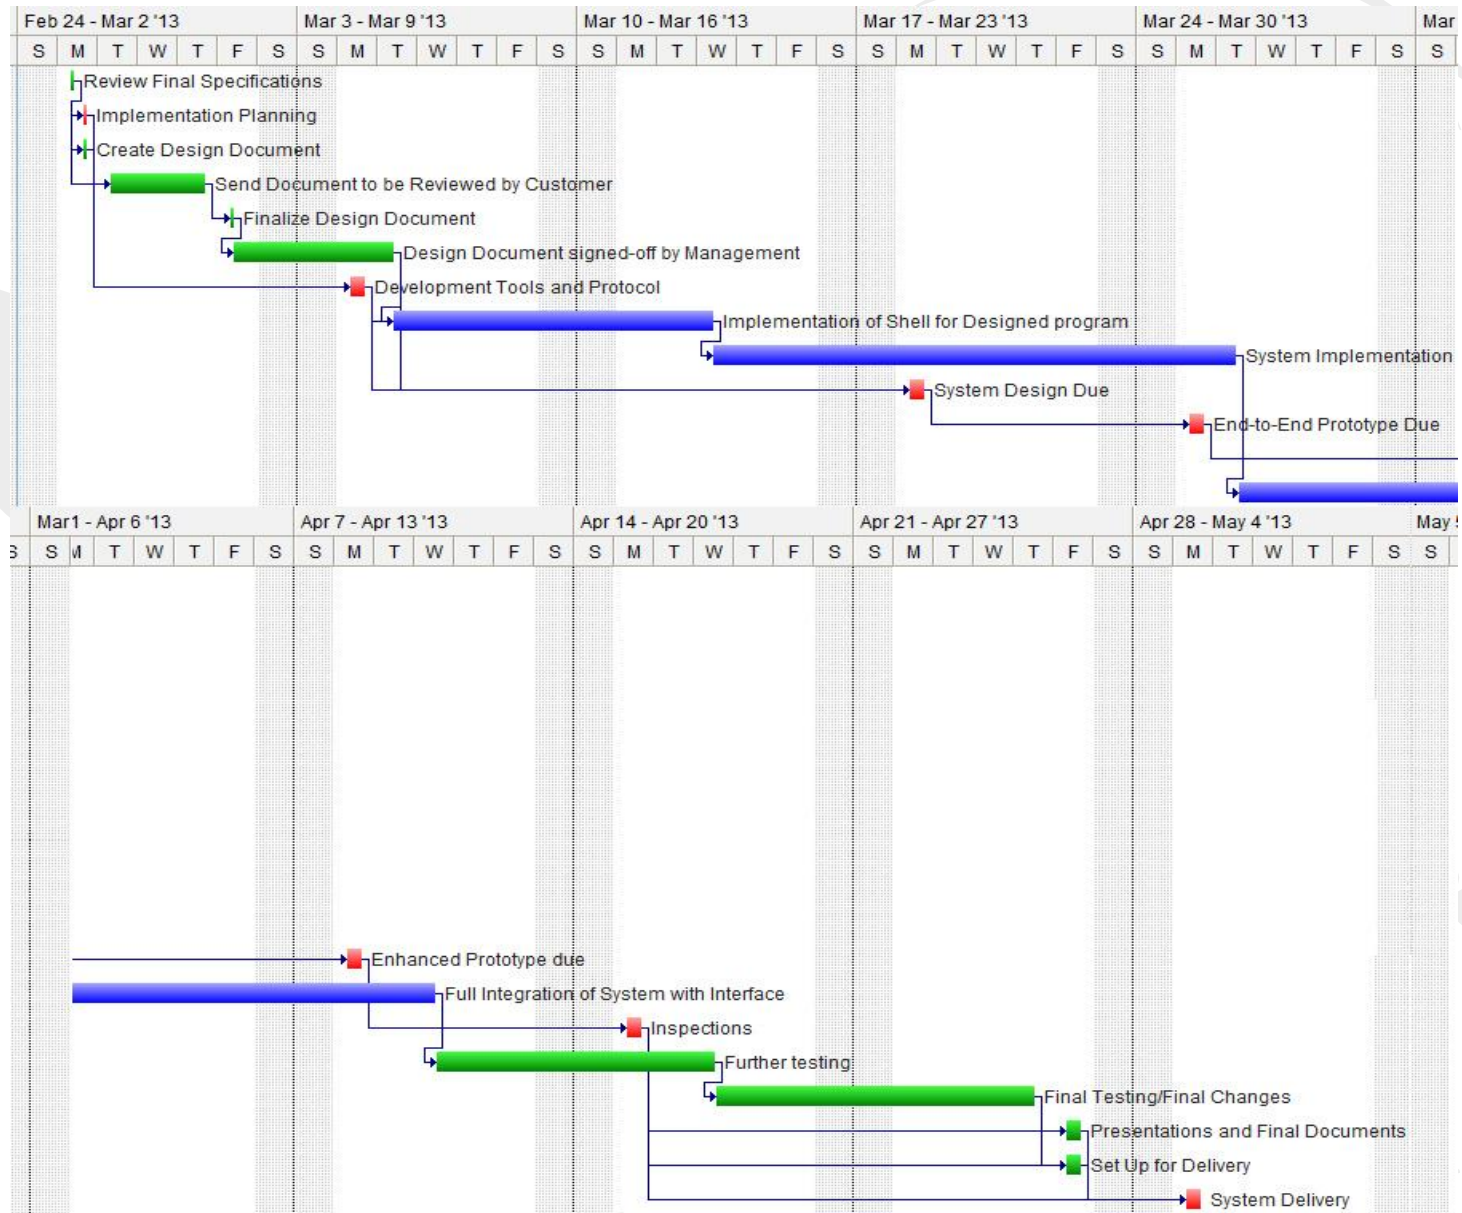 Feb 24 - Mar 2 '13 Mar 3 - Mar 9 '13 Mar 10 - Mar 16 '13 Mar 17 - Mar 23 '13 Mar 24 - Mar 30 '13 Mar
S M T W T F S S M T W T F S S M T W T F S S M T W T F S S M T W T F S S
Review Final Specifications
Implementation Planning
Create Design Document
Send Document to be Reviewed by Customer
Finalize Design Document
Design Document signed-off by Management
Development Tools and Protocol
Implementation of Shell for Designed program
System Implementation
System Design Due
End-to-End Prototype Due
Mar1 - Apr 6 '13 Apr 7 - Apr 13 '13 Apr 14 - Apr 20 '13 Apr 21 - Apr 27 '13 Apr 28 - May 4 '13 May
S S M T W T F S S M T W T F S S M T W T F S S M T W T F S S M T W T F S S
Enhanced Prototype due
Full Integration of System with Interface
Inspections
Further testing
Final Testing/Final Changes
Presentations and Final Documents
Set Up for Delivery
System Delivery